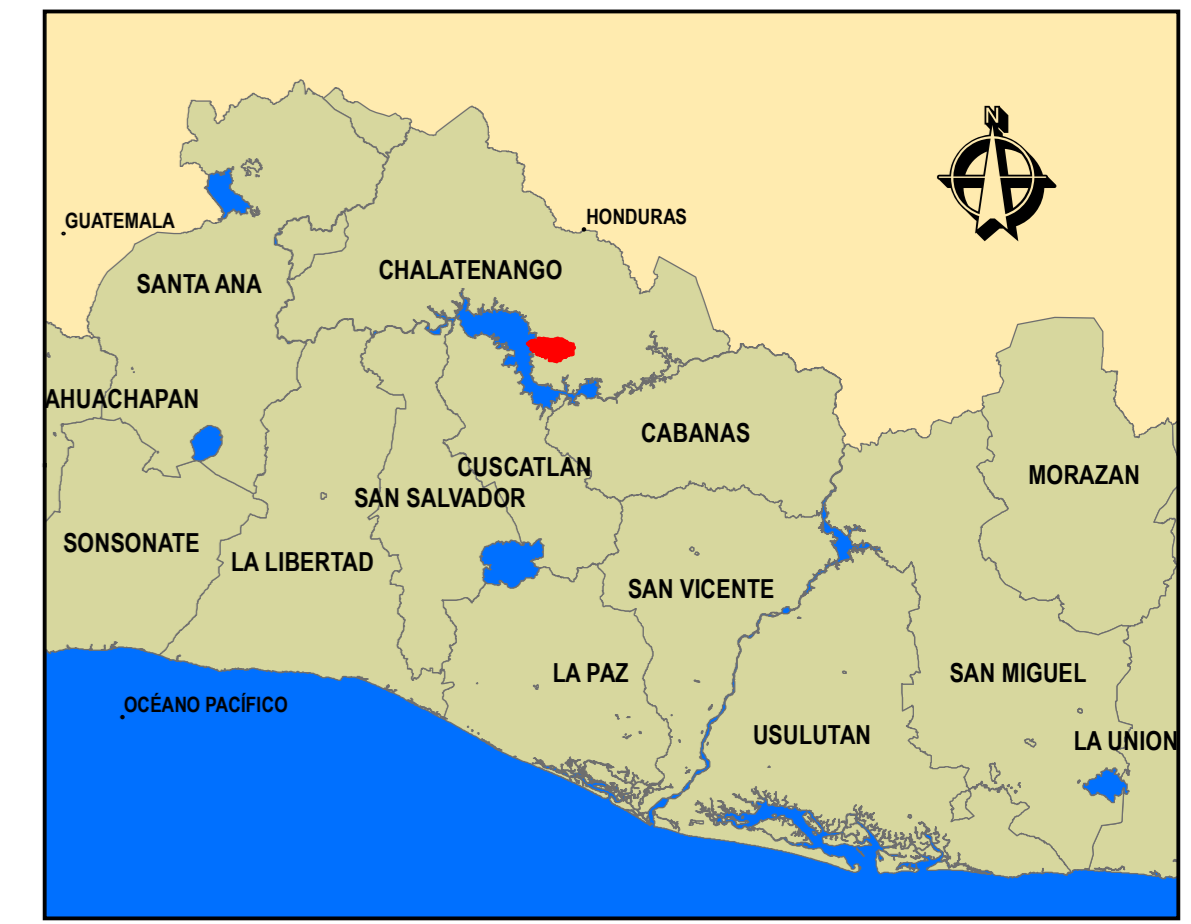 N
GUATEMALA
HONDURAS
SANTA ANA
CHALATENANGO
AHUACHAPAN
CABANAS
CUSCATLAN
MORAZAN
SAN SALVADOR
SONSONATE
LA LIBERTAD
SAN VICENTE
LA PAZ
SAN MIGUEL
OCÉANO PACÍFICO
USULUTAN
LA UNION